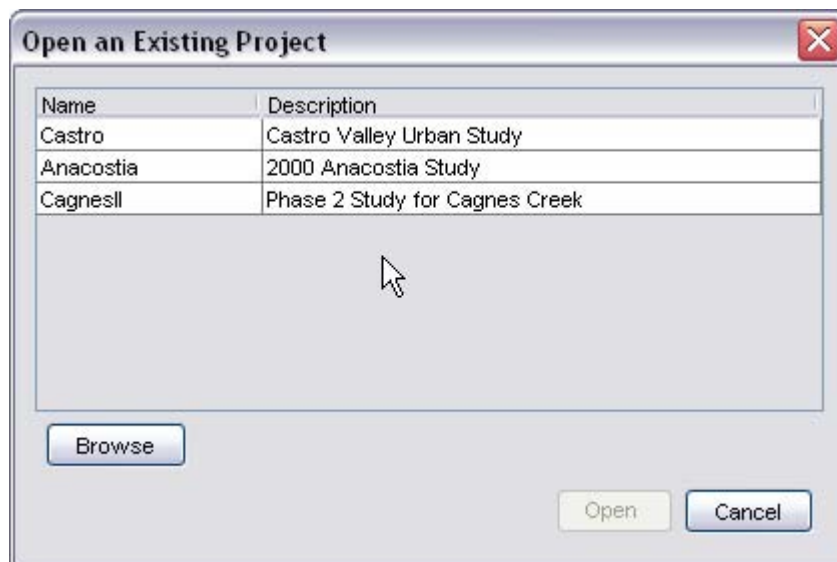 Open an Existing Project
Name Description
Castro Castro Valley Urban Study
Anacostia 2000 Anacostia Study
CagnesII Phase 2 Study for Cagnes Creek
Browse
Open Cancel